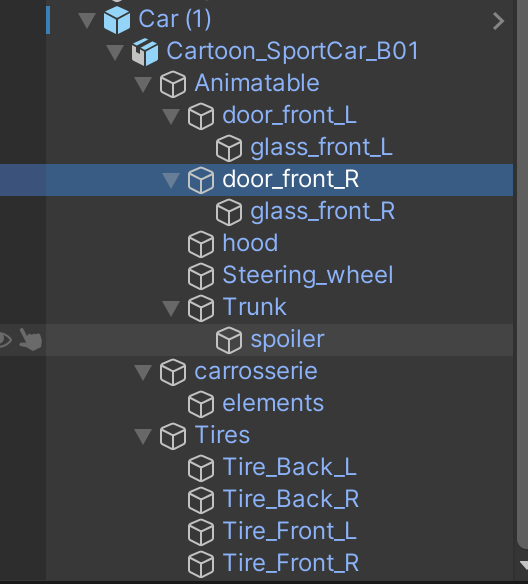 Car (1)
Cartoon_SportCar_B01
Animatable
door_front_L
glass_front_L
door_front_R
glass_front_R
hood
Steering_wheel
Trunk
spoiler
carrosserie
elements
Tires
Tire_Back_L
Tire_Back_R
Tire_Front_L
Tire_Front_R